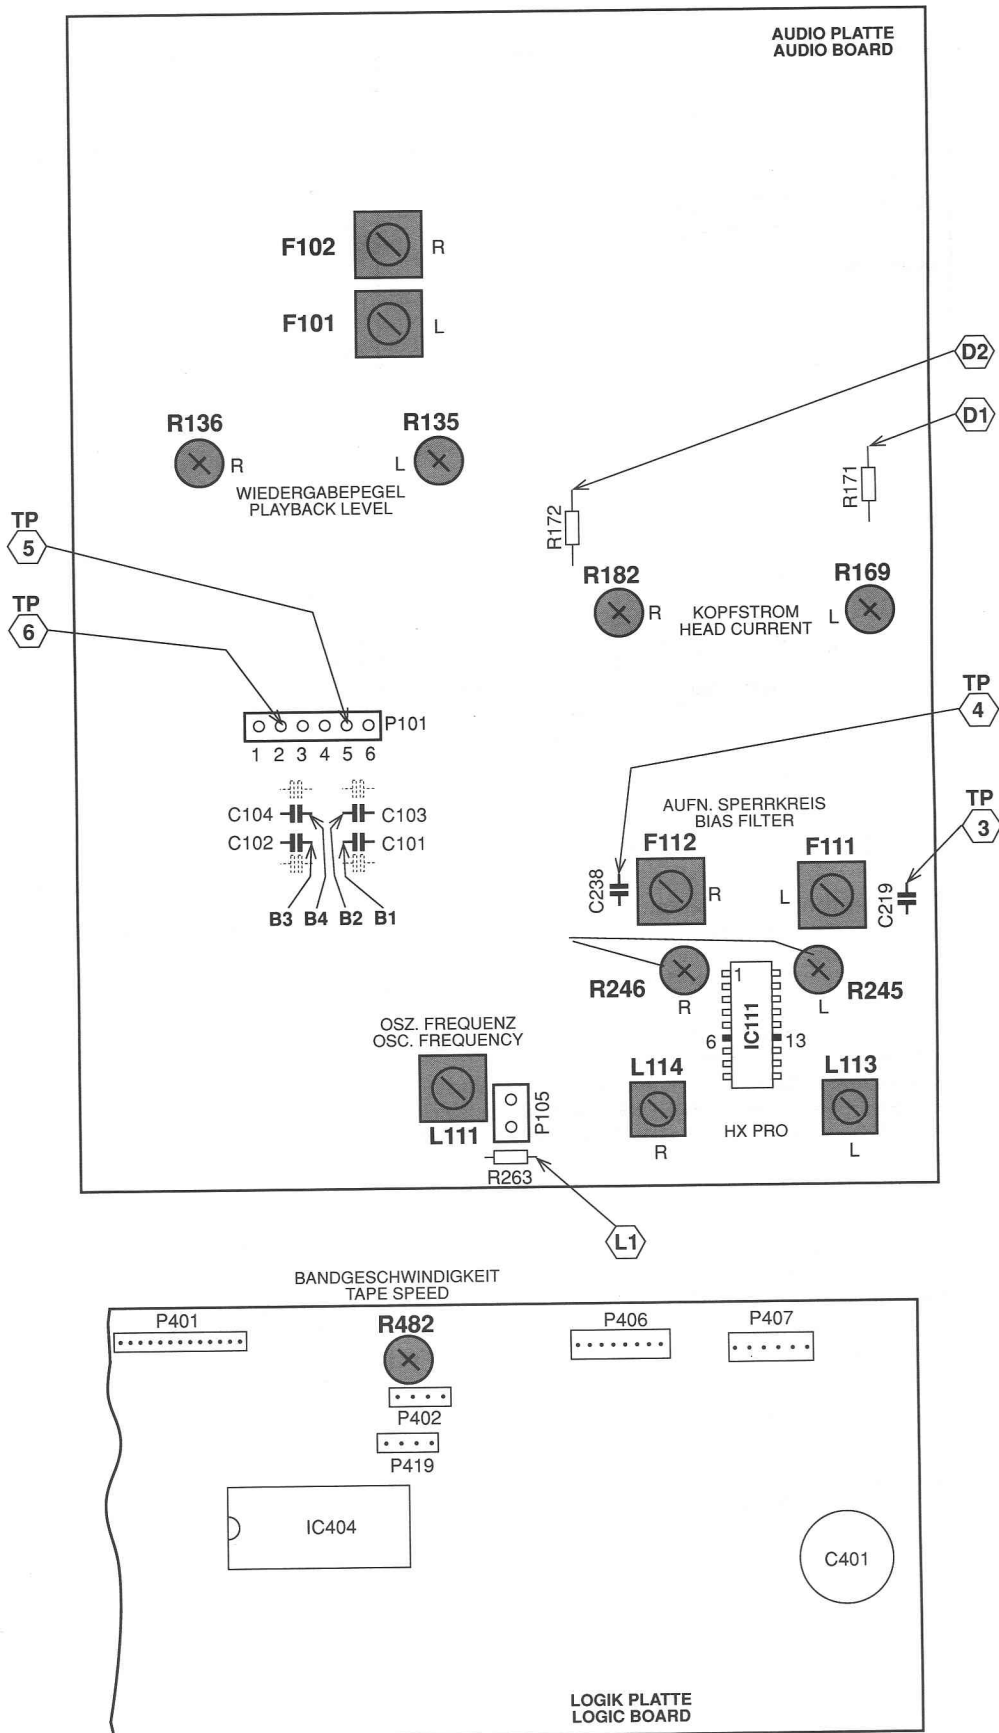 AUDIO PLATTE
AUDIO BOARD
F102
R
F101
L
D2
D1
R136
R
R135
L
WIEDERGABEPEGEL
PLAYBACK LEVEL
R172
R171
TP
5
TP
6
R182
R
R169
L
KOPFSTROM
HEAD CURRENT
P101
1 2 3 4 5 6
TP
4
TP
3
C104
C103
C102
C101
B3 B4 B2 B1
AUFN. SPERRKREIS
BIAS FILTER
F112
F111
C238
R
L
C219
R246
R
R245
L
1
IC111
6
13
OSZ. FREQUENZ
OSC. FREQUENCY
L111
P105
R263
L114
R
L113
L
HX PRO
L1
BANDGESCHWINDIGKEIT
TAPE SPEED
P401
R482
P406
P407
P402
P419
IC404
C401
LOGIK PLATTE
LOGIC BOARD